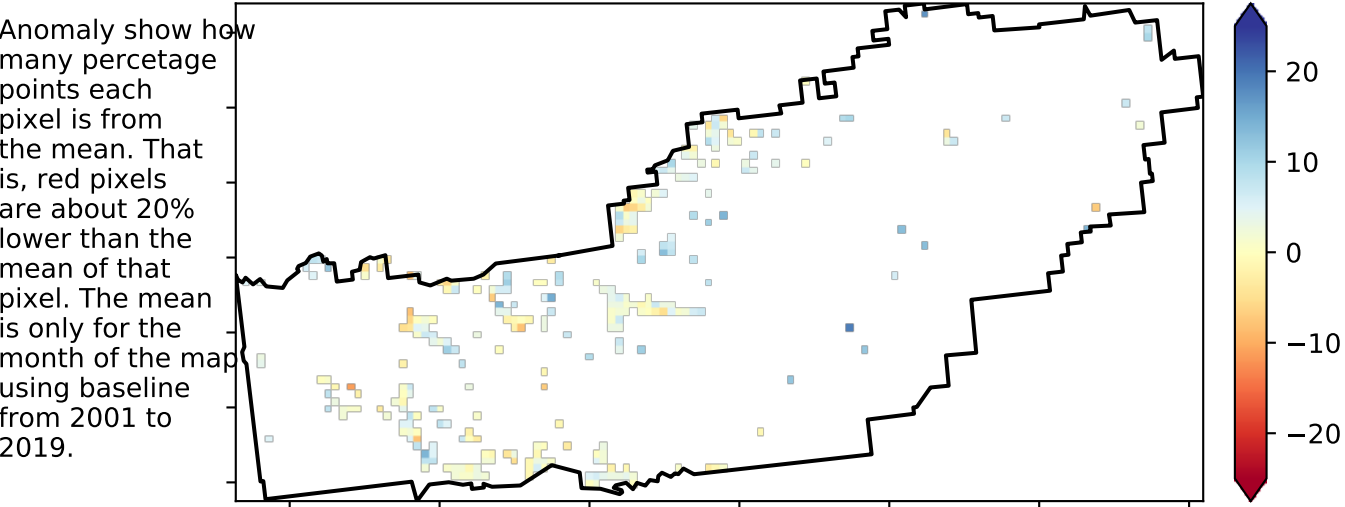 Anomaly show how
many percetage
points each
pixel is from
the mean. That
is, red pixels
are about 20%
lower than the
mean of that
pixel. The mean
is only for the
month of the map
using baseline
from 2001 to
2019.
20
10
0
−10
−20